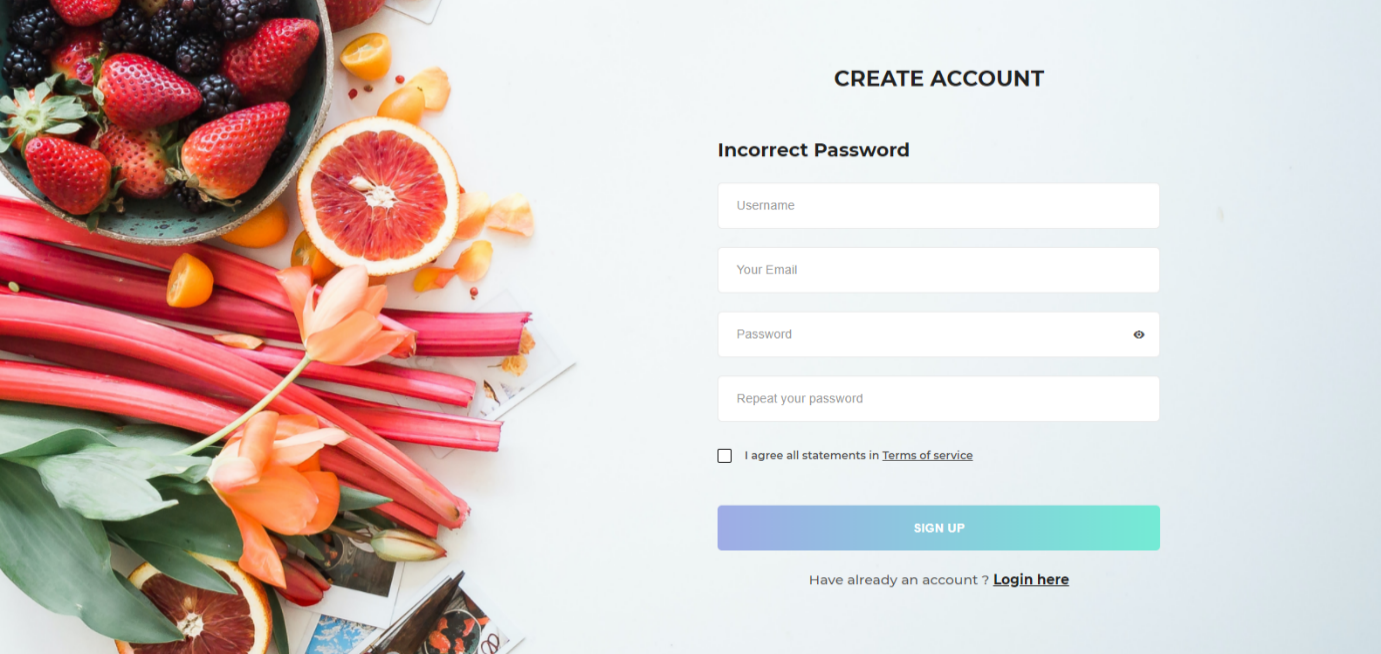 CREATE ACCOUNT
Incorrect Password
Username
Your Email
Password
Repeat your password
I agree all statements in Terms of service
SIGN UP
Have already an account ? Login here